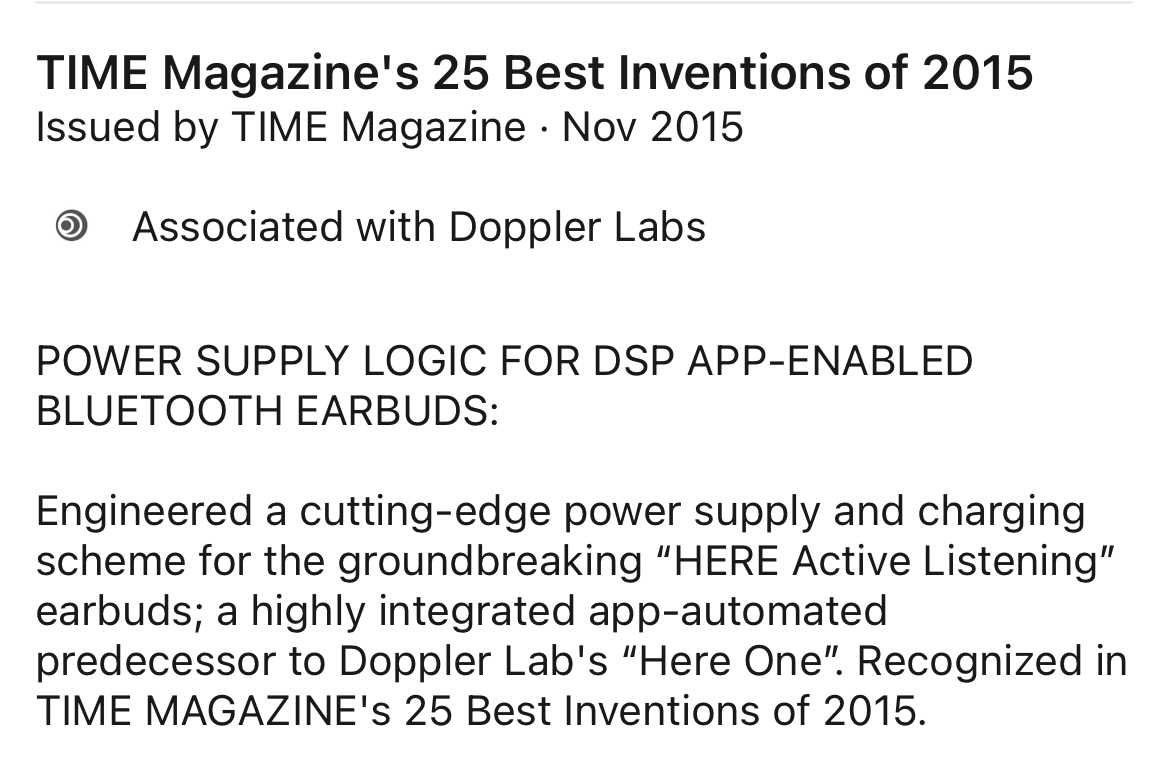 TIME Magazine's 25 Best Inventions of 2015
Issued by TIME Magazine · Nov 2015
Associated with Doppler Labs
POWER SUPPLY LOGIC FOR DSP APP-ENABLED
BLUETOOTH EARBUDS:
Engineered a cutting-edge power supply and charging
scheme for the groundbreaking “HERE Active Listening”
earbuds; a highly integrated app-automated
predecessor to Doppler Lab's “Here One”. Recognized in
TIME MAGAZINE's 25 Best Inventions of 2015.